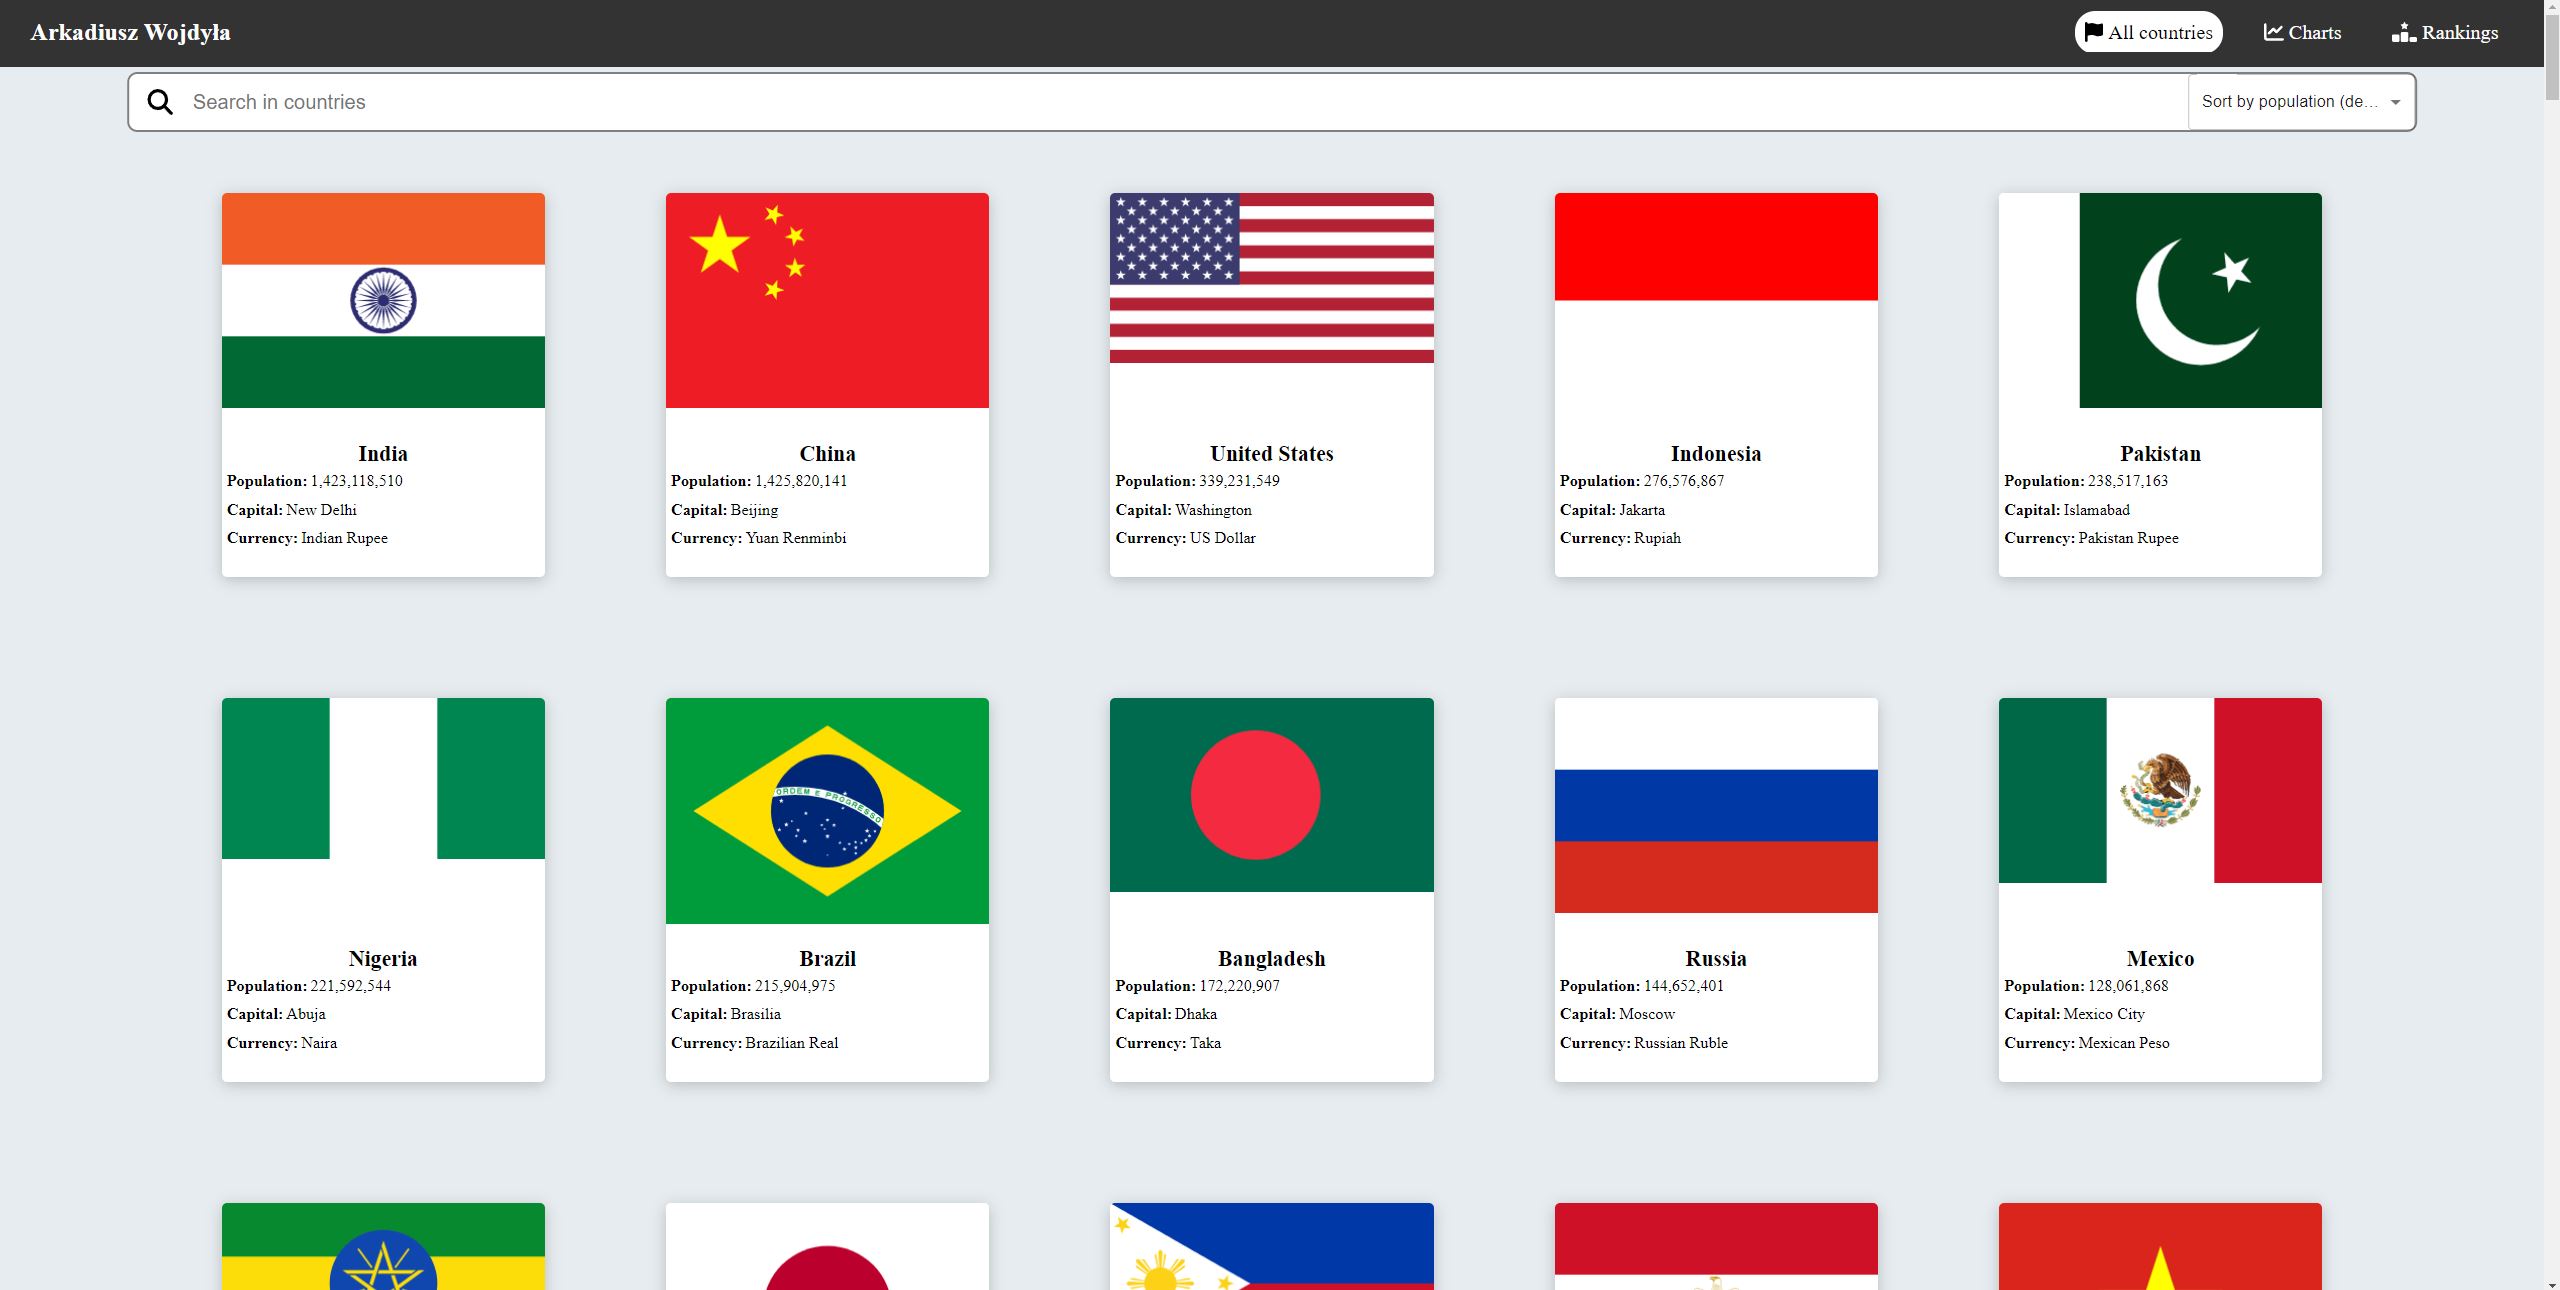 Arkadiusz Wojdyła
All countries
Charts
Rankings
Search in countries
Sort by population (de...
India
Population: 1,423,118,510
Capital: New Delhi
Currency: Indian Rupee
China
Population: 1,425,820,141
Capital: Beijing
Currency: Yuan Renminbi
United States
Population: 339,231,549
Capital: Washington
Currency: US Dollar
Indonesia
Population: 276,576,867
Capital: Jakarta
Currency: Rupiah
Pakistan
Population: 238,517,163
Capital: Islamabad
Currency: Pakistan Rupee
Nigeria
Population: 221,592,544
Capital: Abuja
Currency: Naira
ORDEM E PROGRESSO
Brazil
Population: 215,904,975
Capital: Brasilia
Currency: Brazilian Real
Bangladesh
Population: 172,220,907
Capital: Dhaka
Currency: Taka
Russia
Population: 144,652,401
Capital: Moscow
Currency: Russian Ruble
Mexico
Population: 128,061,868
Capital: Mexico City
Currency: Mexican Peso